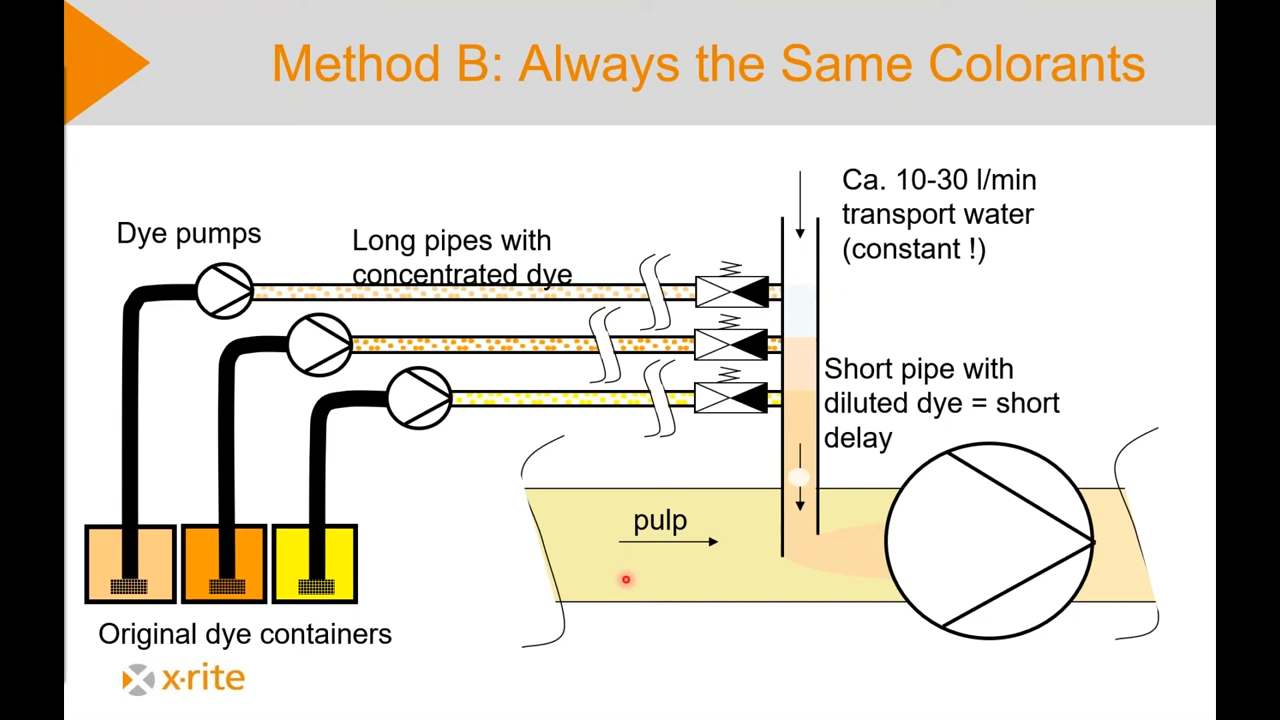 Method B: Always the Same Colorants
Ca. 10-30 l/min
transport water
(constant !)
Dye pumps
Long pipes with
concentrated dye
Short pipe with
diluted dye = short
delay
pulp
Original dye containers
x·rite